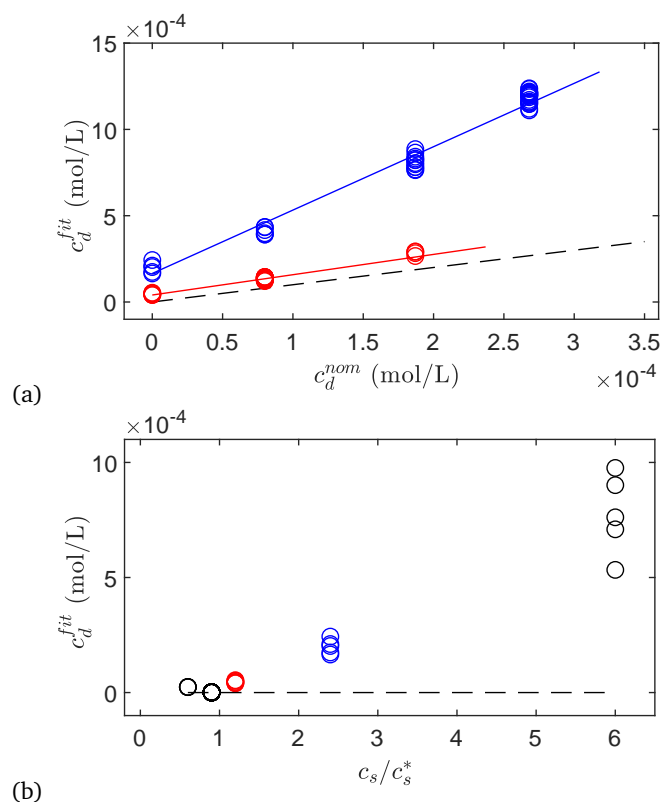 ×10⁻⁴
15
10
5
0
c_d^{fit} (mol/L)
0 0.5 1 1.5 2 2.5 3 3.5
c_d^{nom} (mol/L) ×10⁻⁴
(a)
×10⁻⁴
10
5
0
c_d^{fit} (mol/L)
0 1 2 3 4 5 6
c_s/c_s^*
(b)